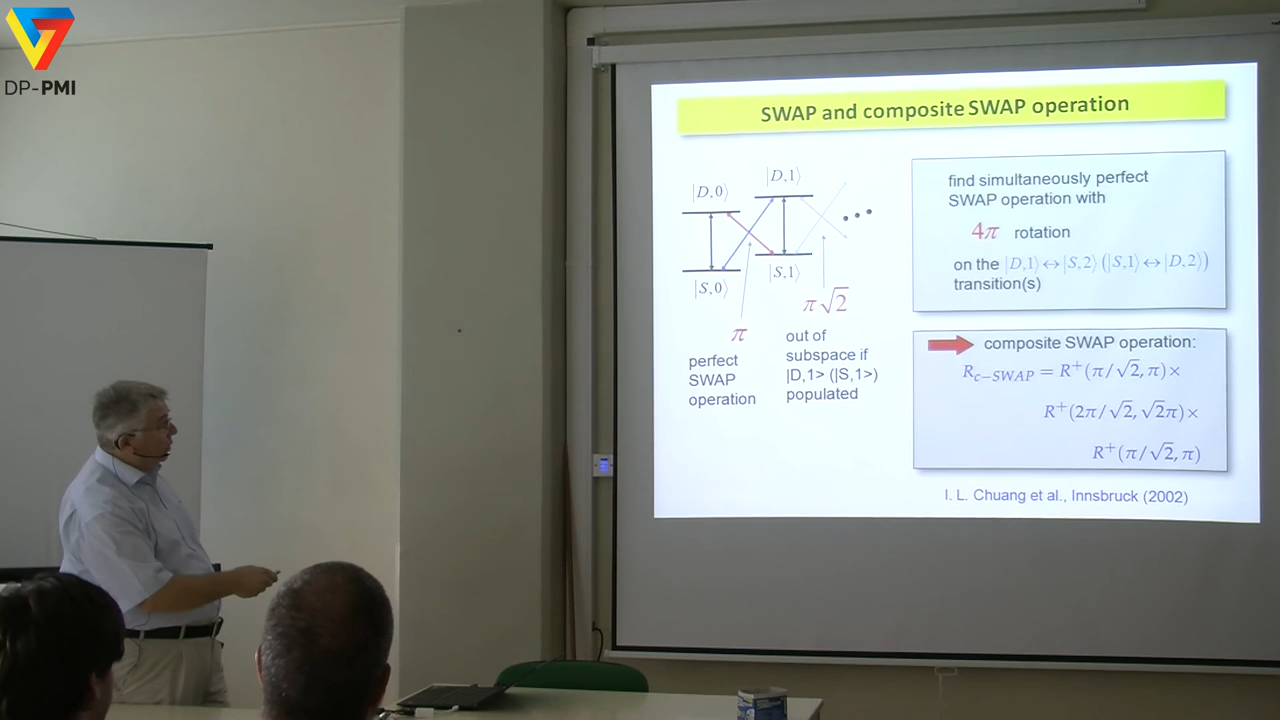 DP-PMI
SWAP and composite SWAP operation
|D,0⟩
|D,1⟩
|S,0⟩
|S,1⟩
π
π√2
perfect
SWAP
operation
out of
subspace if
|D,1> (|S,1>)
populated
find simultaneously perfect
SWAP operation with
4π rotation
on the |D,1⟩↔|S,2⟩ (|S,1⟩↔|D,2⟩)
transition(s)
composite SWAP operation:
R_{c−SWAP} = R⁺(π/√2, π)×
R⁺(2π/√2, √2π)×
R⁺(π/√2, π)
I. L. Chuang et al., Innsbruck (2002)